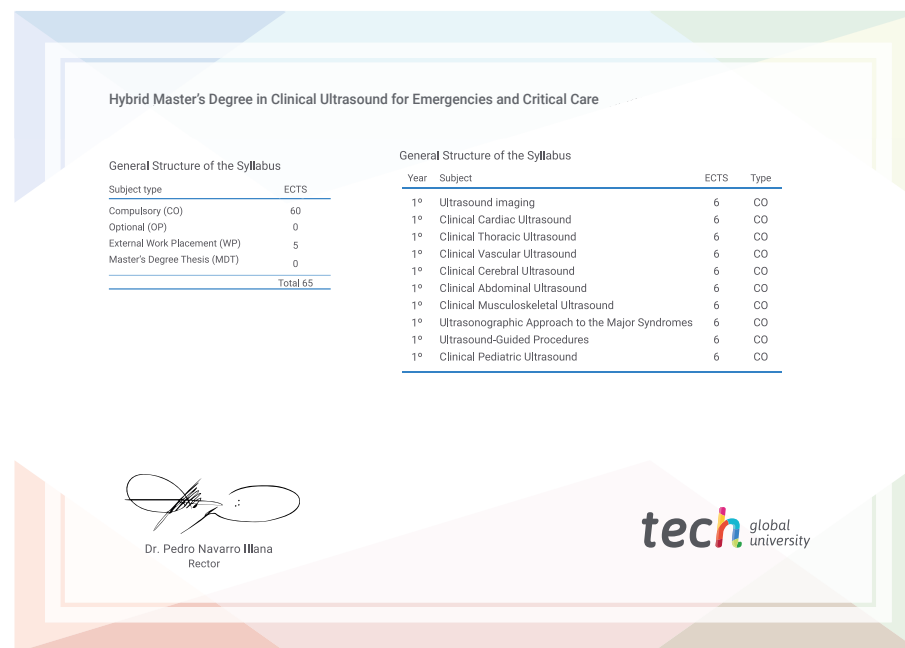 Hybrid Master's Degree in Clinical Ultrasound for Emergencies and Critical Care
General Structure of the Syllabus
Subject type ECTS
Compulsory (CO) 60
Optional (OP) 0
External Work Placement (WP) 5
Master's Degree Thesis (MDT) 0
Total 65
General Structure of the Syllabus
Year Subject ECTS Type
1º Ultrasound imaging 6 CO
1º Clinical Cardiac Ultrasound 6 CO
1º Clinical Thoracic Ultrasound 6 CO
1º Clinical Vascular Ultrasound 6 CO
1º Clinical Cerebral Ultrasound 6 CO
1º Clinical Abdominal Ultrasound 6 CO
1º Clinical Musculoskeletal Ultrasound 6 CO
1º Ultrasonographic Approach to the Major Syndromes 6 CO
1º Ultrasound-Guided Procedures 6 CO
1º Clinical Pediatric Ultrasound 6 CO
Dr. Pedro Navarro Illana
Rector
tech global university